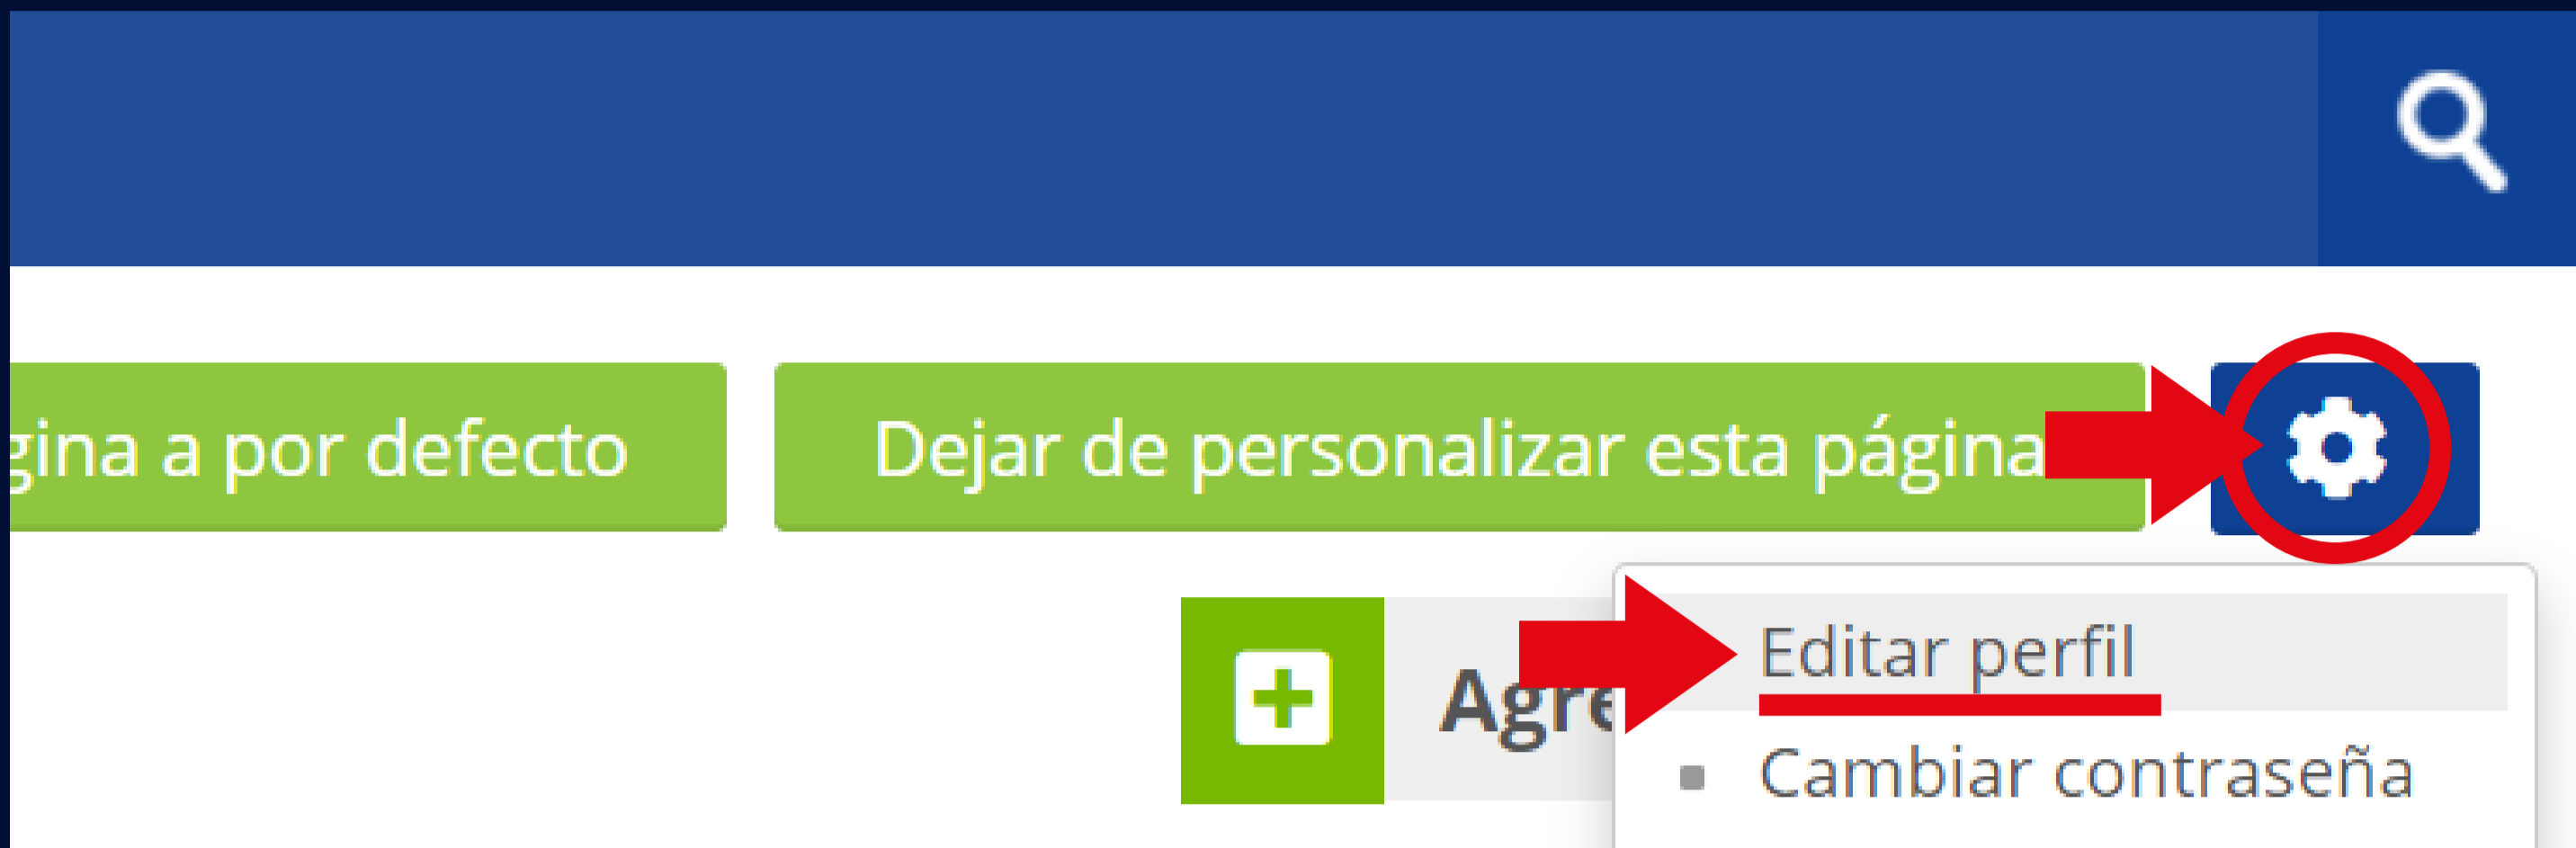 gina a por defecto
Dejar de personalizar esta página
Editar perfil
Cambiar contraseña